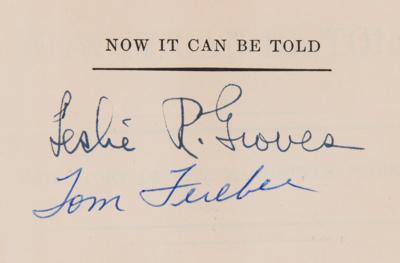 NOW IT CAN BE TOLD
Leslie R. Groves
Tom Ferebee